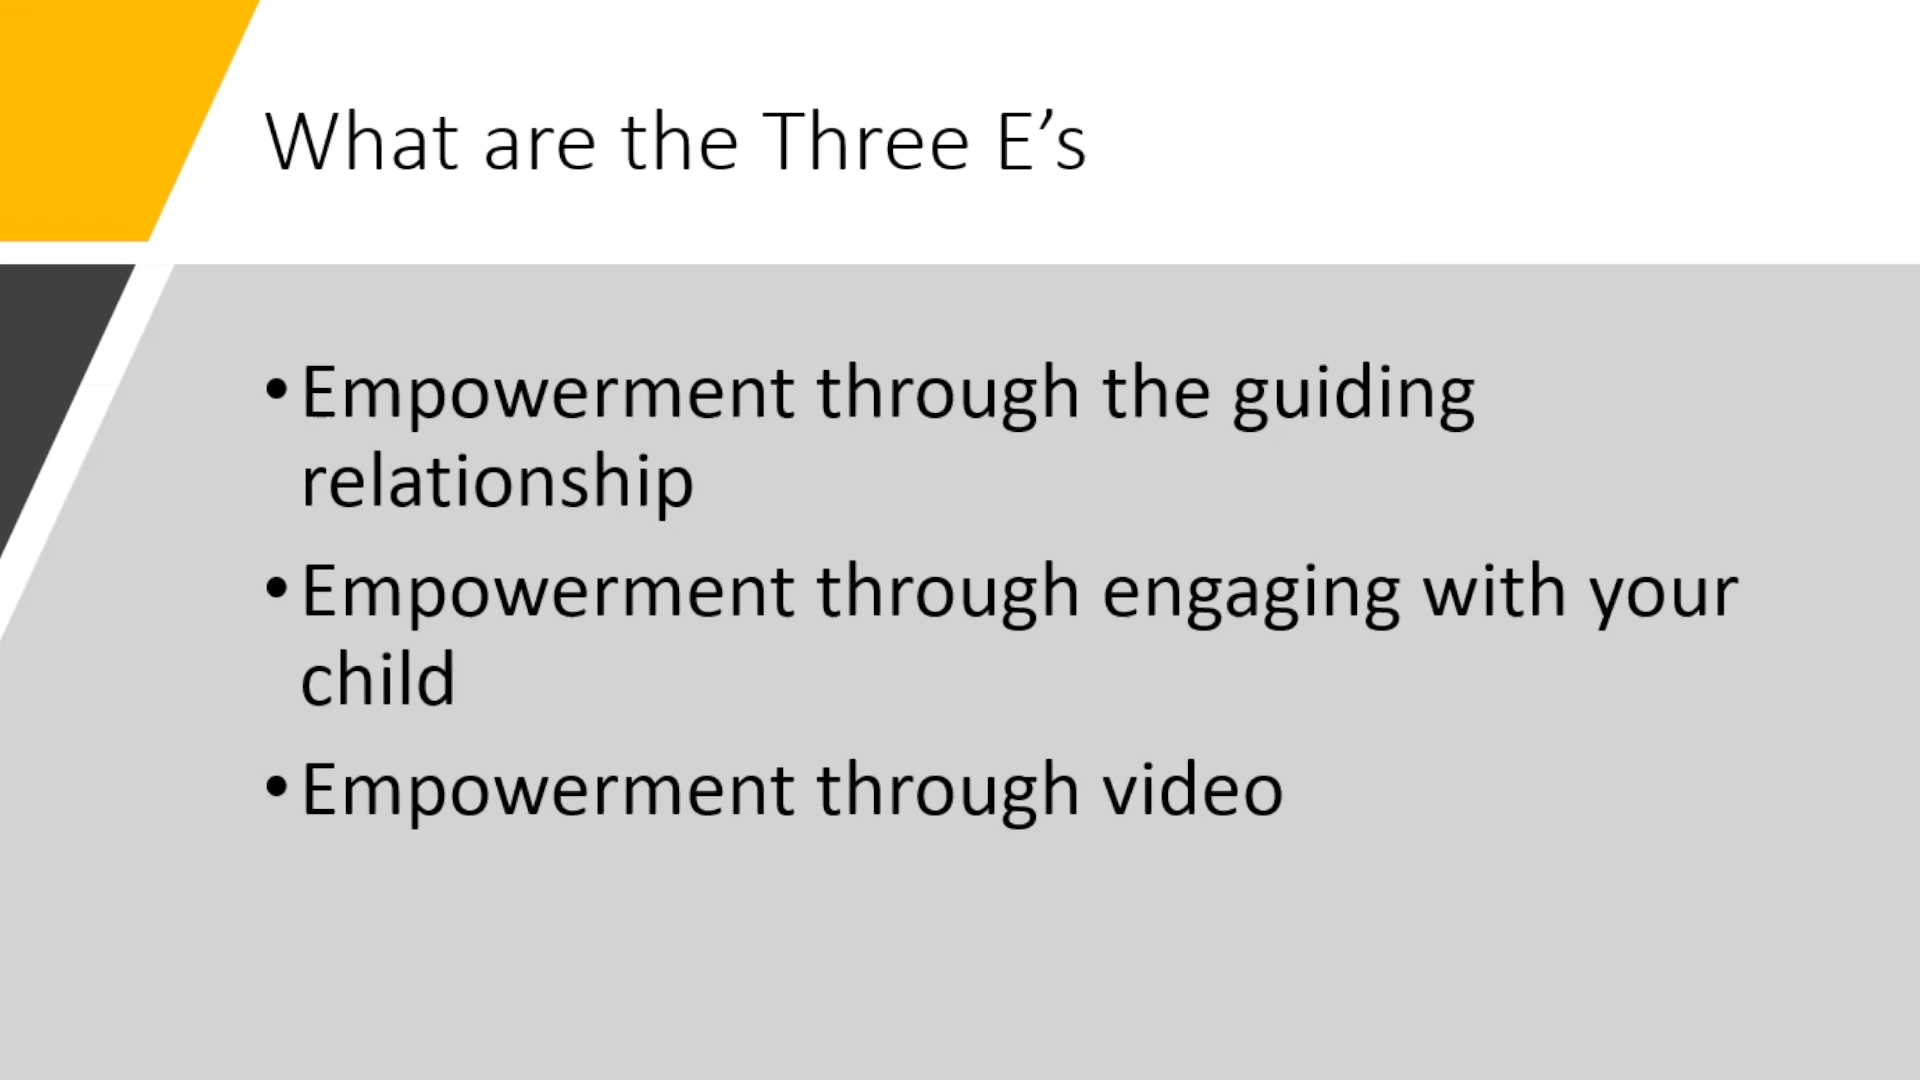 What are the Three E’s
•Empowerment through the guiding
relationship
•Empowerment through engaging with your
child
•Empowerment through video